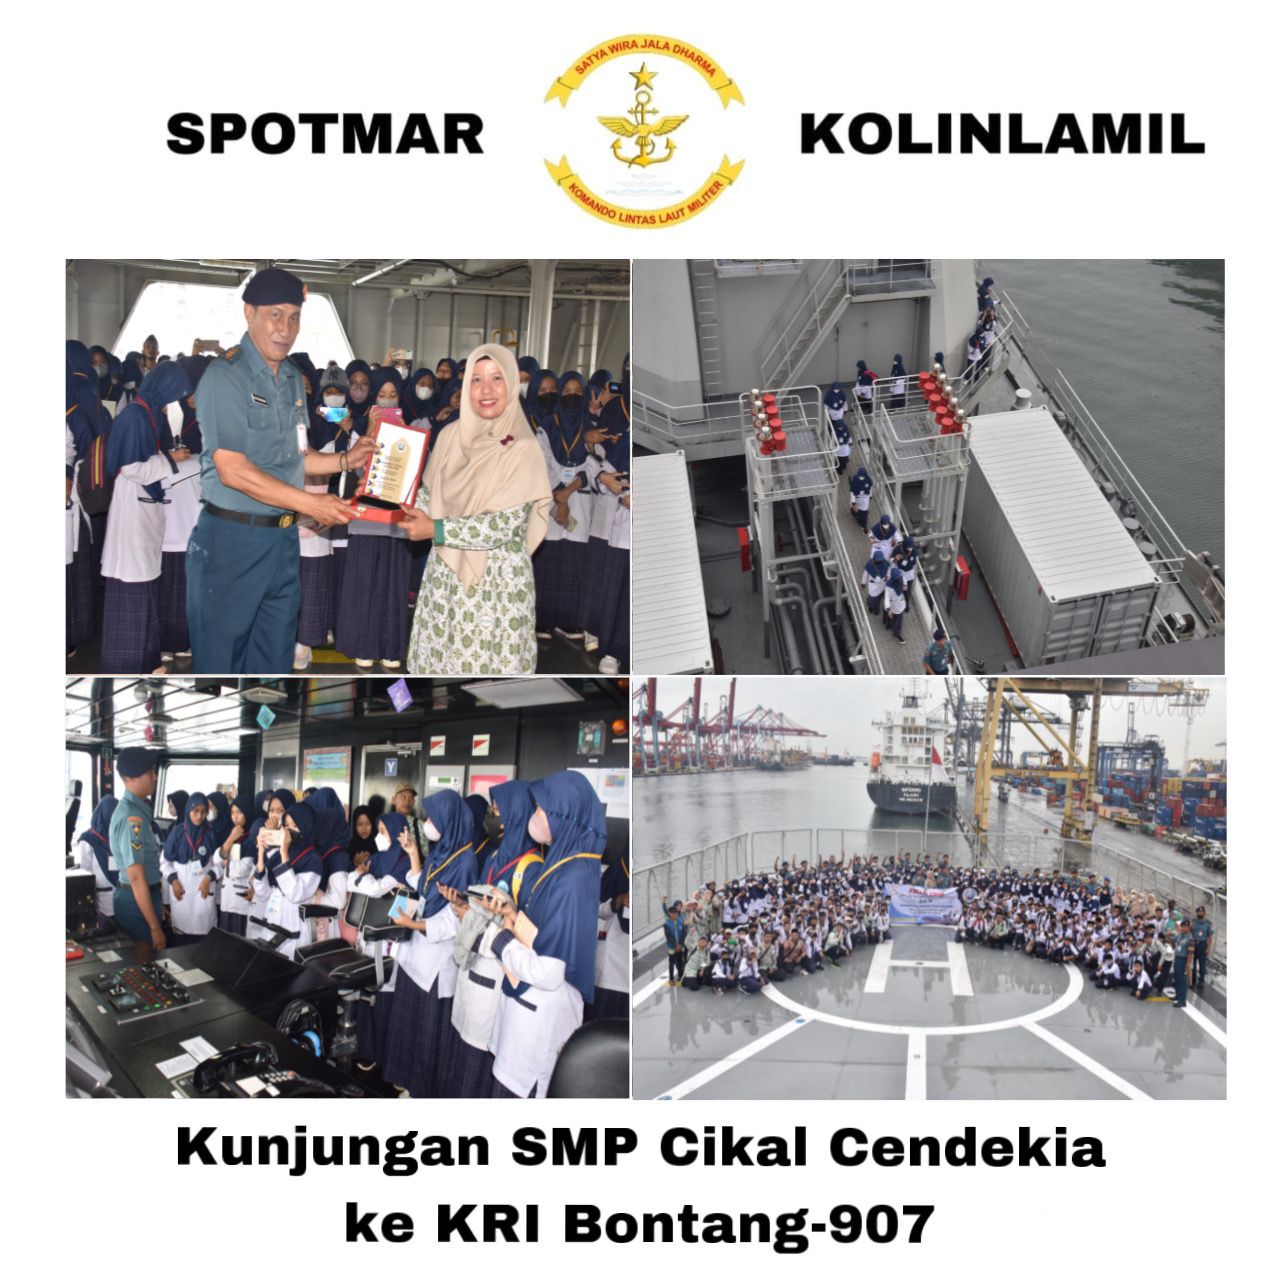 SPOTMAR
SATYA WIRA JALA DHARMA
KOMANDO LINTAS LAUT MILITER
KOLINLAMIL
Y
H
Kunjungan SMP Cikal Cendekia
ke KRI Bontang-907